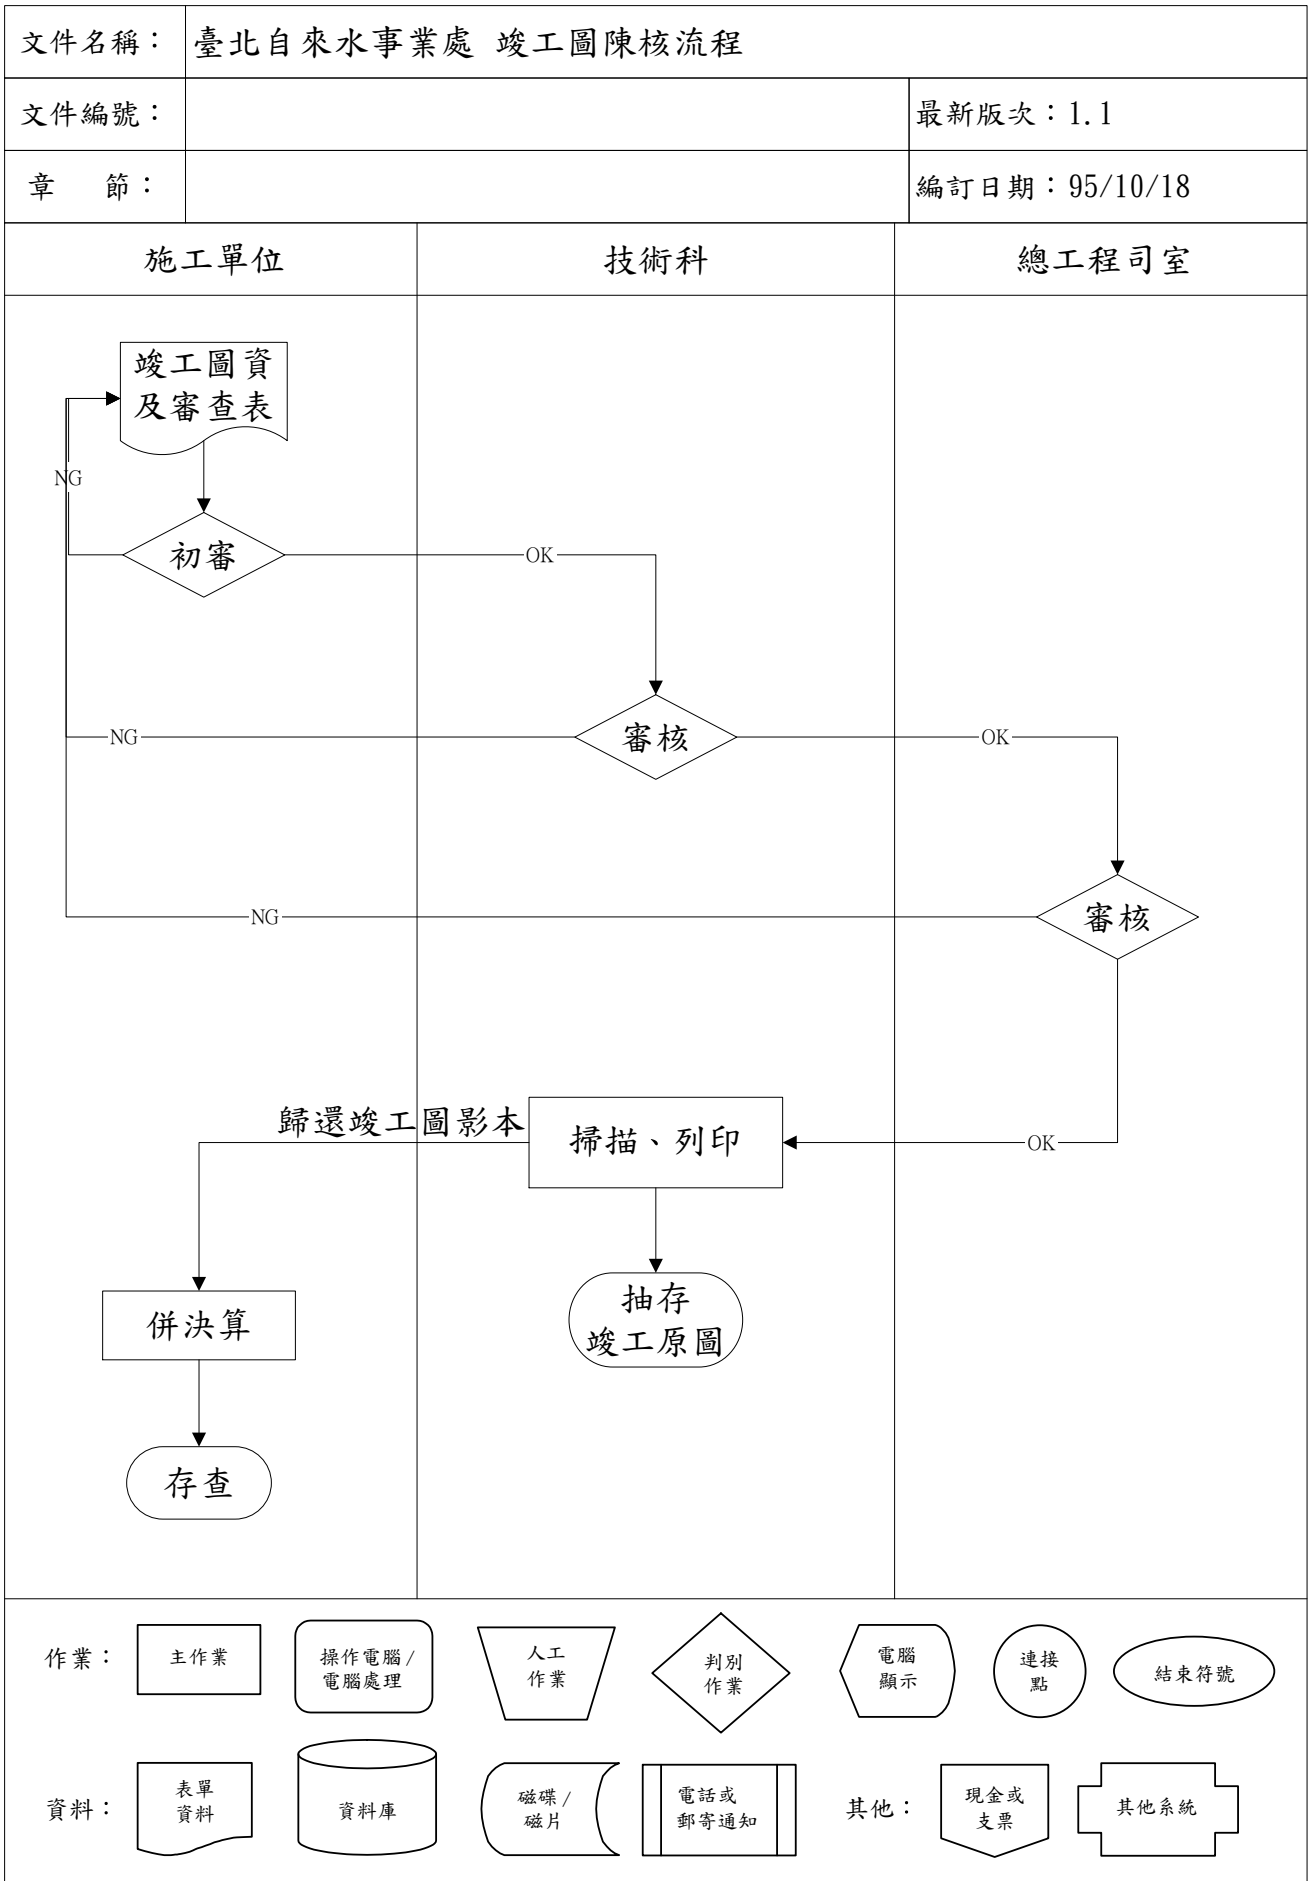 文件名稱：
臺北自來水事業處 竣工圖陳核流程
文件編號：
最新版次：1.1
章 節：
編訂日期：95/10/18
施工單位
技術科
總工程司室
竣工圖資
及審查表
NG
初審
OK
NG
審核
OK
NG
審核
歸還竣工圖影本
掃描、列印
OK
併決算
抽存
竣工原圖
存查
作業：
主作業
操作電腦/
電腦處理
人工
作業
判別
作業
電腦
顯示
連接
點
結束符號
資料：
表單
資料
資料庫
磁碟/
磁片
電話或
郵寄通知
其他：
現金或
支票
其他系統